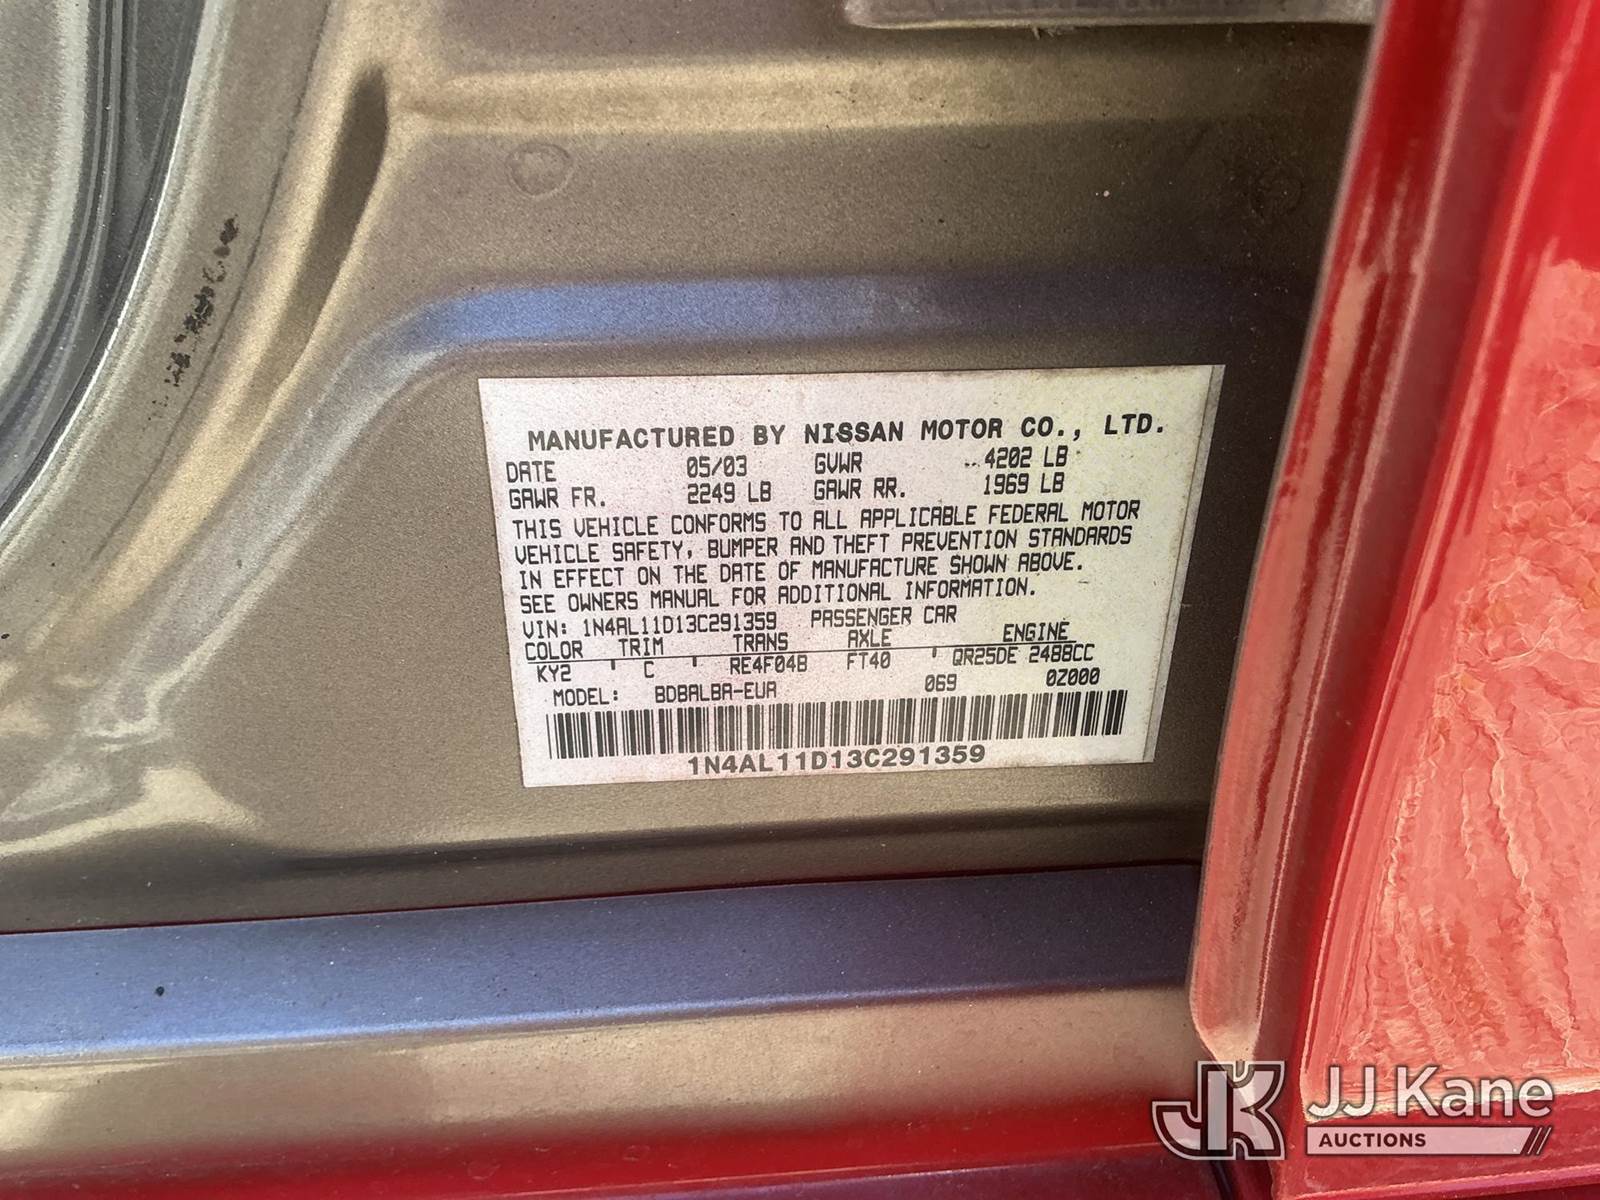 MANUFACTURED BY NISSAN MOTOR CO., LTD.
DATE 05/03 GVWR 4202 LB
GAWR FR. 2249 LB GAWR RR. 1969 LB
THIS VEHICLE CONFORMS TO ALL APPLICABLE FEDERAL MOTOR
VEHICLE SAFETY, BUMPER AND THEFT PREVENTION STANDARDS
IN EFFECT ON THE DATE OF MANUFACTURE SHOWN ABOVE.
SEE OWNERS MANUAL FOR ADDITIONAL INFORMATION.
VIN: 1N4AL11D13C291359 PASSENGER CAR
COLOR TRIM TRANS AXLE ENGINE
KY2 ' C ' RE4F04B FT40 ' QR25DE 2488CC
MODEL: BDBALBA-EUA 069 0Z000
1N4AL11D13C291359
JK JJ Kane
AUCTIONS